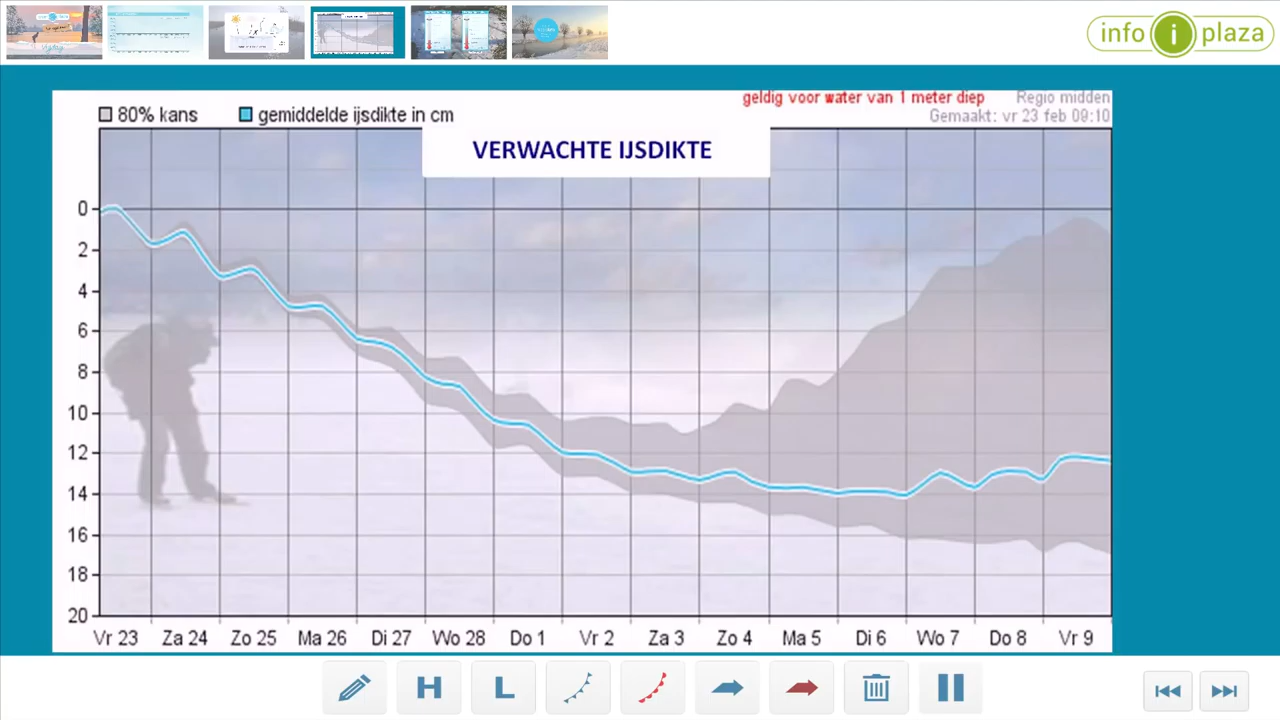 info i plaza
80% kans
gemiddelde ijsdikte in cm
geldig voor water van 1 meter diep
Regio midden
Gemaakt: vr 23 feb 09:10
VERWACHTE IJSDIKTE
0
2
4
6
8
10
12
14
16
18
20
Vr 23 Za 24 Zo 25 Ma 26 Di 27 Wo 28 Do 1 Vr 2 Za 3 Zo 4 Ma 5 Di 6 Wo 7 Do 8 Vr 9
H L